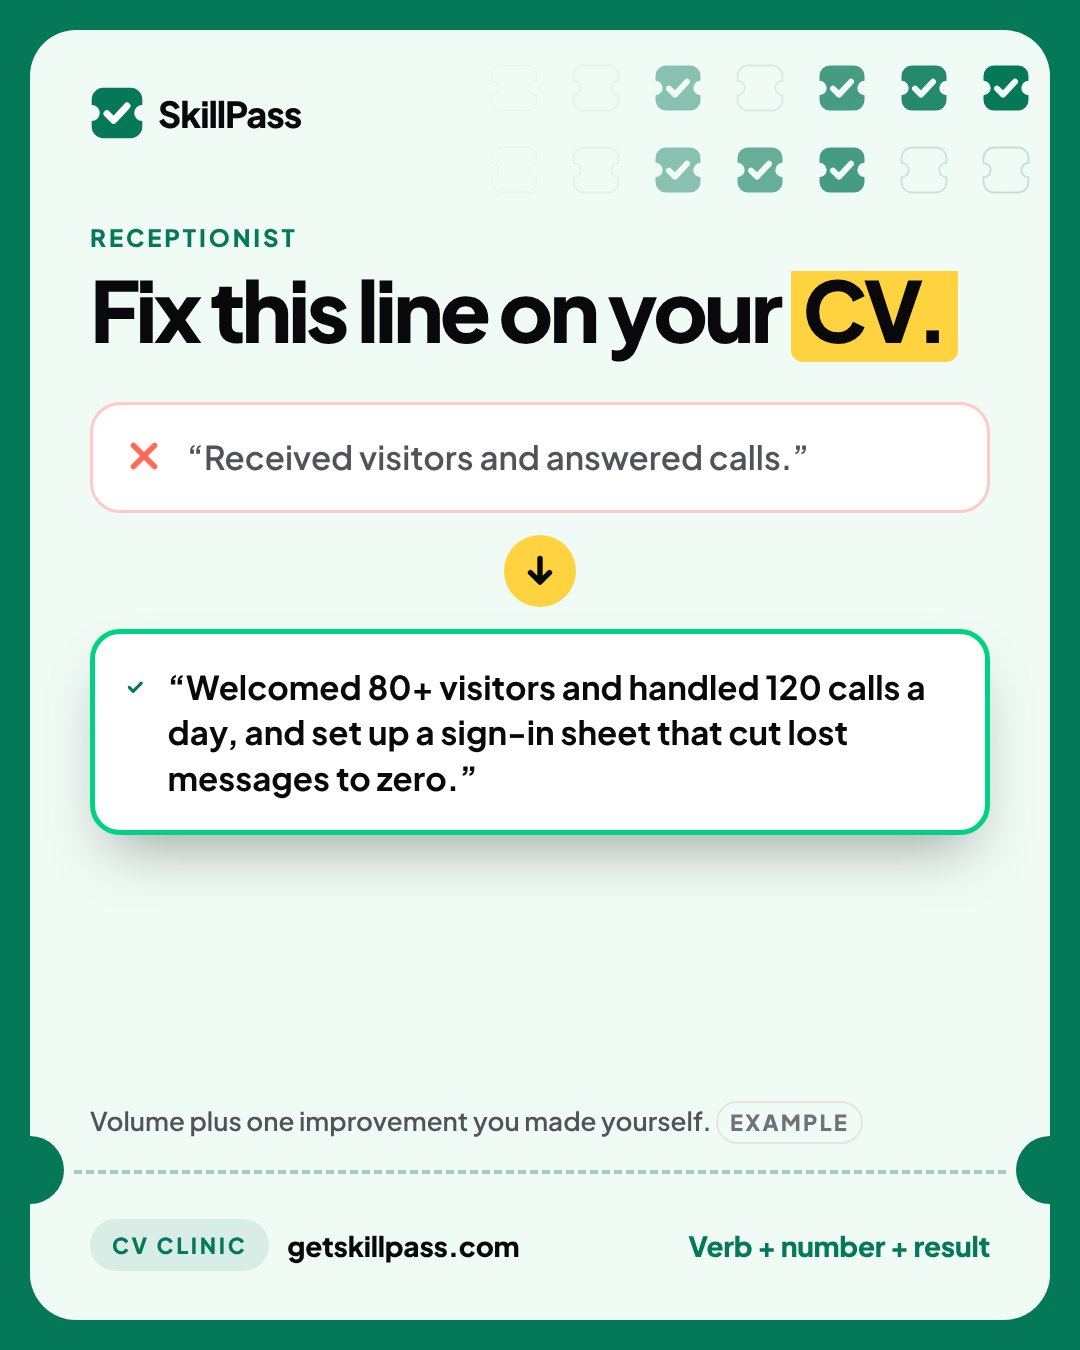 SkillPass
RECEPTIONIST
Fix this line on your CV.
“Received visitors and answered calls.”
“Welcomed 80+ visitors and handled 120 calls a
day, and set up a sign-in sheet that cut lost
messages to zero.”
Volume plus one improvement you made yourself. EXAMPLE
CV CLINIC getskillpass.com Verb + number + result